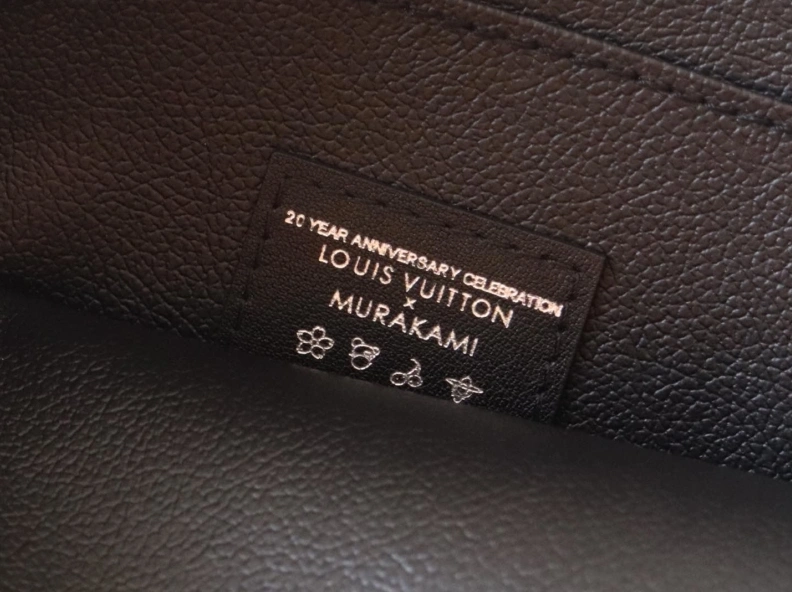 20 YEAR ANNIVERSARY CELEBRATION
LOUIS VUITTON
×
MURAKAMI